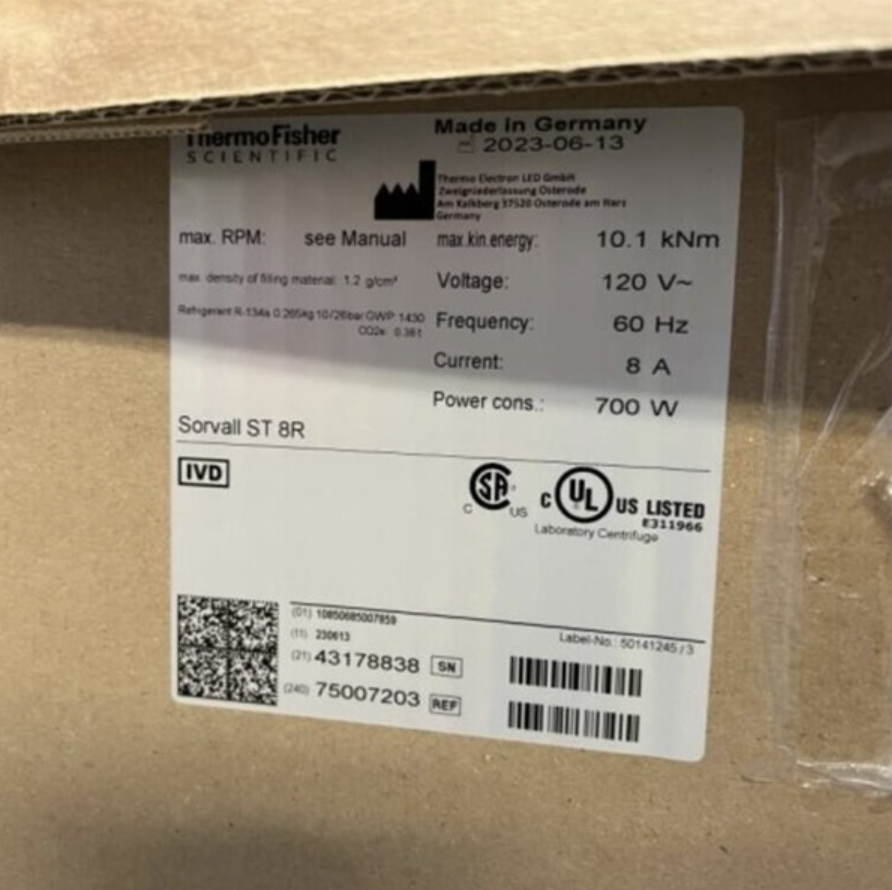 ThermoFisher
SCIENTIFIC
Made in Germany
2023-06-13
Thermo Electron LED GmbH
Zweigniederlassung Osterode
Am Kalkberg 37520 Osterode am Harz
Germany
max. RPM: see Manual
max.kin.energy: 10.1 kNm
max. density of filling material: 1.2 g/cm³
Voltage: 120 V~
Refrigerant R-134a 0.265kg 10/26bar GWP: 1430
CO2e: 0.38t
Frequency: 60 Hz
Current: 8 A
Power cons.: 700 W
Sorvall ST 8R
IVD
C SA US
C UL US LISTED
E311966
Laboratory Centrifuge
(01) 10850685007859
(11) 230613
(21) 43178838 SN
(240) 75007203 REF
Label-No.: 50141245 / 3